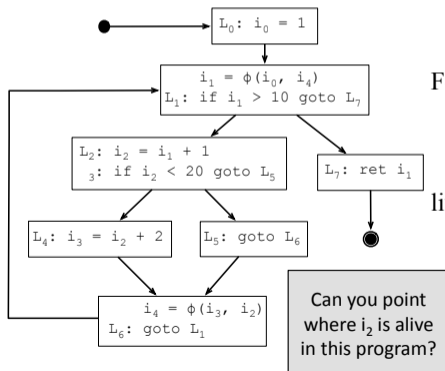 L₀: i₀ = 1
i₁ = ϕ(i₀, i₄)
L₁: if i₁ > 10 goto L₇
F
L₂: i₂ = i₁ + 1
₃: if i₂ < 20 goto L₅
L₇: ret i₁
li
L₄: i₃ = i₂ + 2
L₅: goto L₆
i₄ = ϕ(i₃, i₂)
L₆: goto L₁
Can you point
where i₂ is alive
in this program?